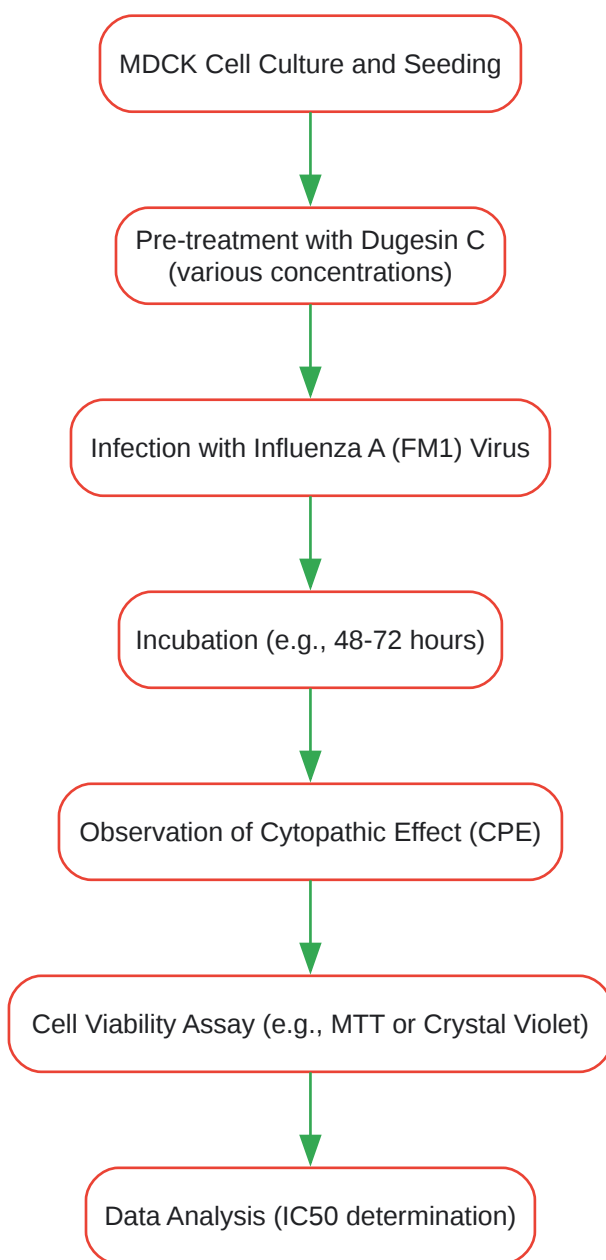 MDCK Cell Culture and Seeding
Pre-treatment with Dugesin C
(various concentrations)
Infection with Influenza A (FM1) Virus
Incubation (e.g., 48-72 hours)
Observation of Cytopathic Effect (CPE)
Cell Viability Assay (e.g., MTT or Crystal Violet)
Data Analysis (IC50 determination)